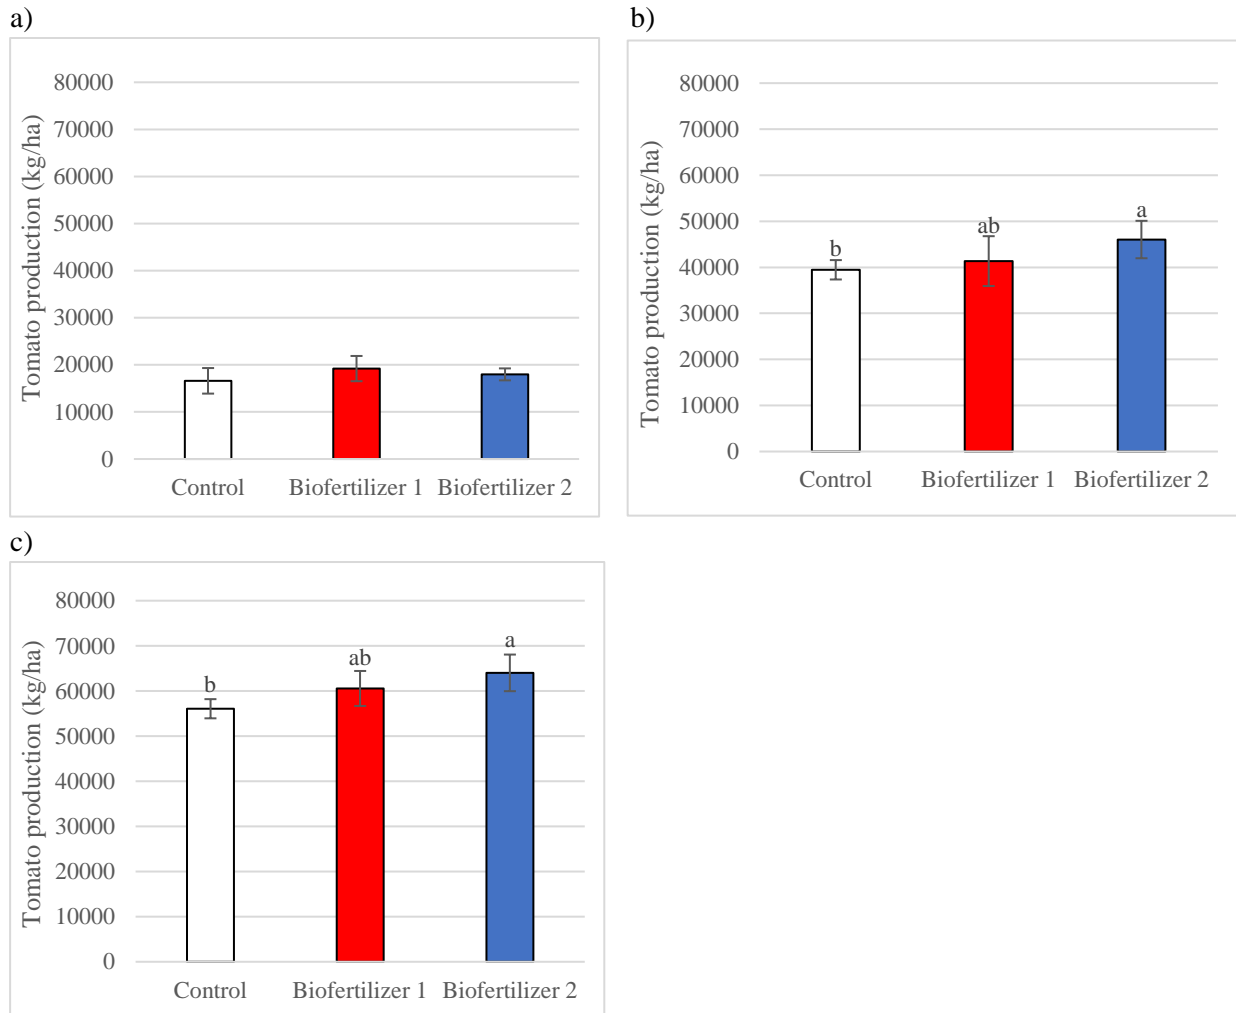 a)
Tomato production (kg/ha)
80000
70000
60000
50000
40000
30000
20000
10000
0
Control
Biofertilizer 1
Biofertilizer 2
b)
Tomato production (kg/ha)
80000
70000
60000
50000
40000
30000
20000
10000
0
b
ab
a
Control
Biofertilizer 1
Biofertilizer 2
c)
Tomato production (kg/ha)
80000
70000
60000
50000
40000
30000
20000
10000
0
b
ab
a
Control
Biofertilizer 1
Biofertilizer 2